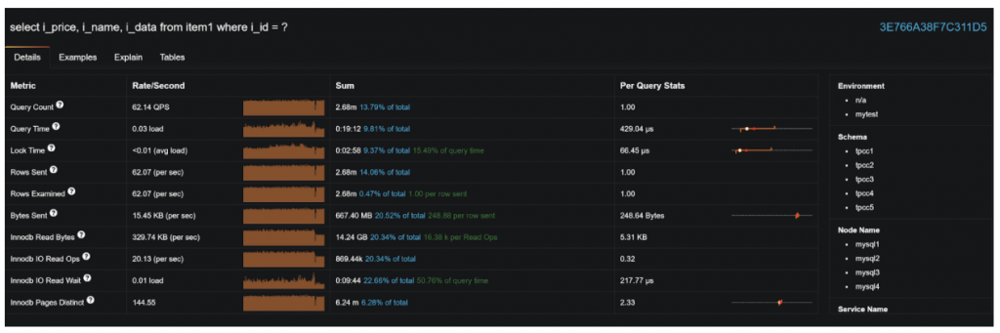 select i_price, i_name, i_data from item1 where i_id = ?
3E766A38F7C311D5
Details Examples Explain Tables
Metric Rate/Second Sum Per Query Stats
Query Count ? 62.14 QPS 2.68m 13.79% of total 1.00
Query Time ? 0.03 load 0:19:12 9.81% of total 429.04 µs
Lock Time ? <0.01 (avg load) 0:02:58 9.37% of total 15.49% of query time 66.45 µs
Rows Sent ? 62.07 (per sec) 2.68m 14.06% of total 1.00
Rows Examined ? 62.07 (per sec) 2.68m 0.47% of total 1.00 per row sent 1.00
Bytes Sent ? 15.45 KB (per sec) 667.40 MB 20.52% of total 248.88 per row sent 248.64 Bytes
Innodb Read Bytes ? 329.74 KB (per sec) 14.24 GB 20.34% of total 16.38 k per Read Ops 5.31 KB
Innodb IO Read Ops ? 20.13 (per sec) 869.44k 20.34% of total 0.32
Innodb IO Read Wait ? 0.01 load 0:09:44 22.66% of total 50.76% of query time 217.77 µs
Innodb Pages Distinct ? 144.55 6.24 m 6.28% of total 2.33
Environment
n/a
mytest
Schema
tpcc1
tpcc2
tpcc3
tpcc4
tpcc5
Node Name
mysql1
mysql2
mysql3
mysql4
Service Name